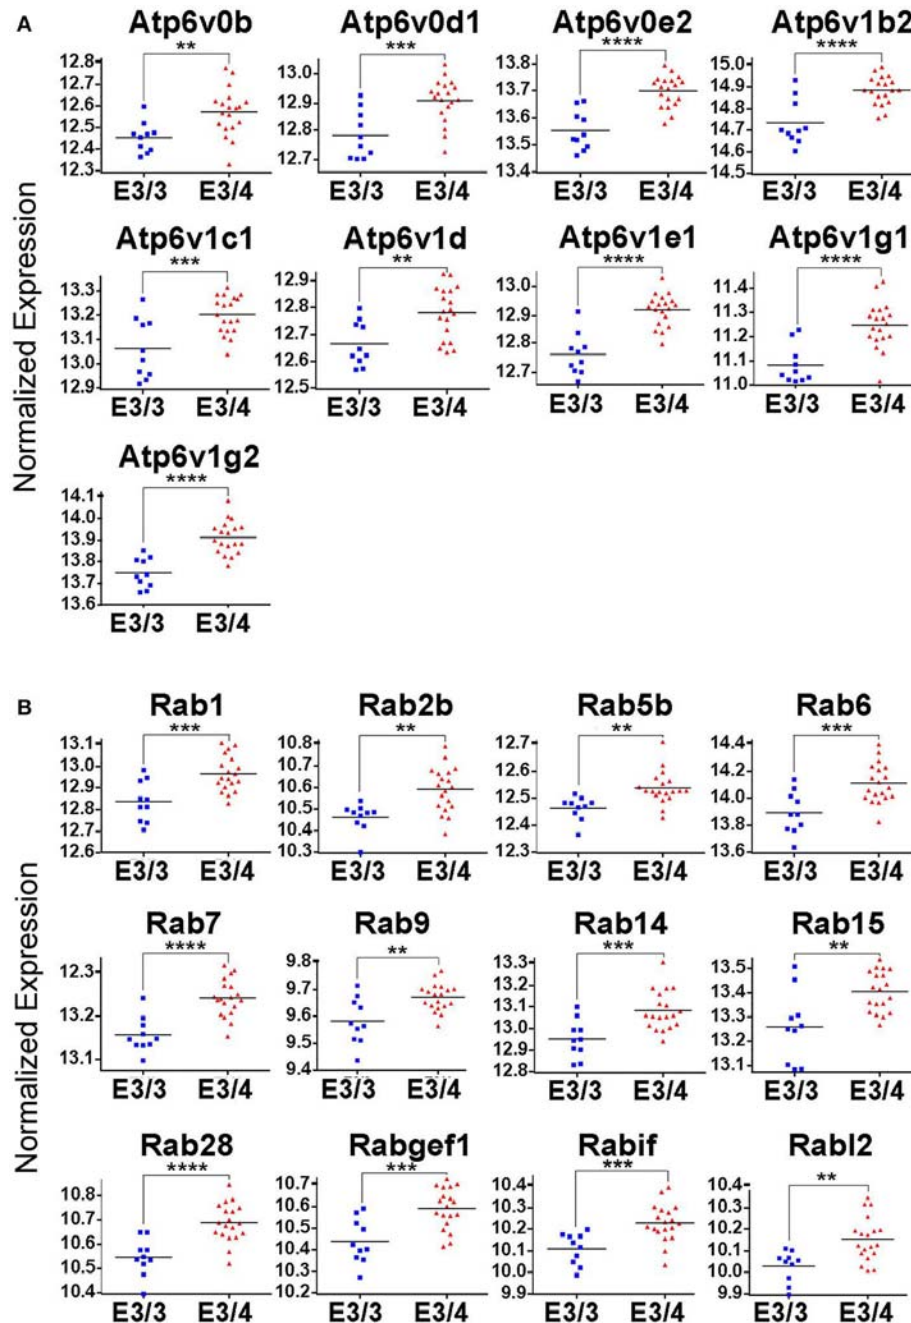 A
Normalized Expression
Atp6v0b
**
12.8
12.7
12.6
12.5
12.4
12.3
E3/3 E3/4
Atp6v0d1
***
13.0
12.9
12.8
12.7
E3/3 E3/4
Atp6v0e2
****
13.8
13.7
13.5
13.4
E3/3 E3/4
Atp6v1b2
****
15.0
14.9
14.8
14.7
14.6
14.5
E3/3 E3/4
Atp6v1c1
***
13.3
13.2
13.0
12.9
E3/3 E3/4
Atp6v1d
**
12.9
12.8
12.7
12.6
12.5
E3/3 E3/4
Atp6v1e1
****
13.0
12.9
12.7
E3/3 E3/4
Atp6v1g1
****
11.4
11.3
11.2
11.1
11.0
E3/3 E3/4
Atp6v1g2
****
14.1
14.0
13.9
13.8
13.7
13.6
E3/3 E3/4
B
Normalized Expression
Rab1
***
13.1
13.0
12.9
12.8
12.7
12.6
E3/3 E3/4
Rab2b
**
10.8
10.7
10.5
10.4
10.3
E3/3 E3/4
Rab5b
**
12.7
12.6
12.5
12.4
12.3
E3/3 E3/4
Rab6
***
14.4
14.2
14.0
13.8
13.6
E3/3 E3/4
Rab7
****
12.3
13.2
13.1
E3/3 E3/4
Rab9
**
9.8
9.7
9.6
9.5
9.4
E3/3 E3/4
Rab14
***
13.3
13.2
13.1
13.0
12.9
12.8
E3/3 E3/4
Rab15
**
13.5
13.4
13.2
13.1
E3/3 E3/4
Rab28
****
10.8
10.7
10.6
10.5
10.4
E3/3 E3/4
Rabgef1
***
10.7
10.6
10.5
10.4
10.2
E3/3 E3/4
Rabif
***
10.4
10.3
10.2
10.1
10.0
9.9
E3/3 E3/4
Rabl2
**
10.4
10.3
10.1
10.0
9.9
E3/3 E3/4